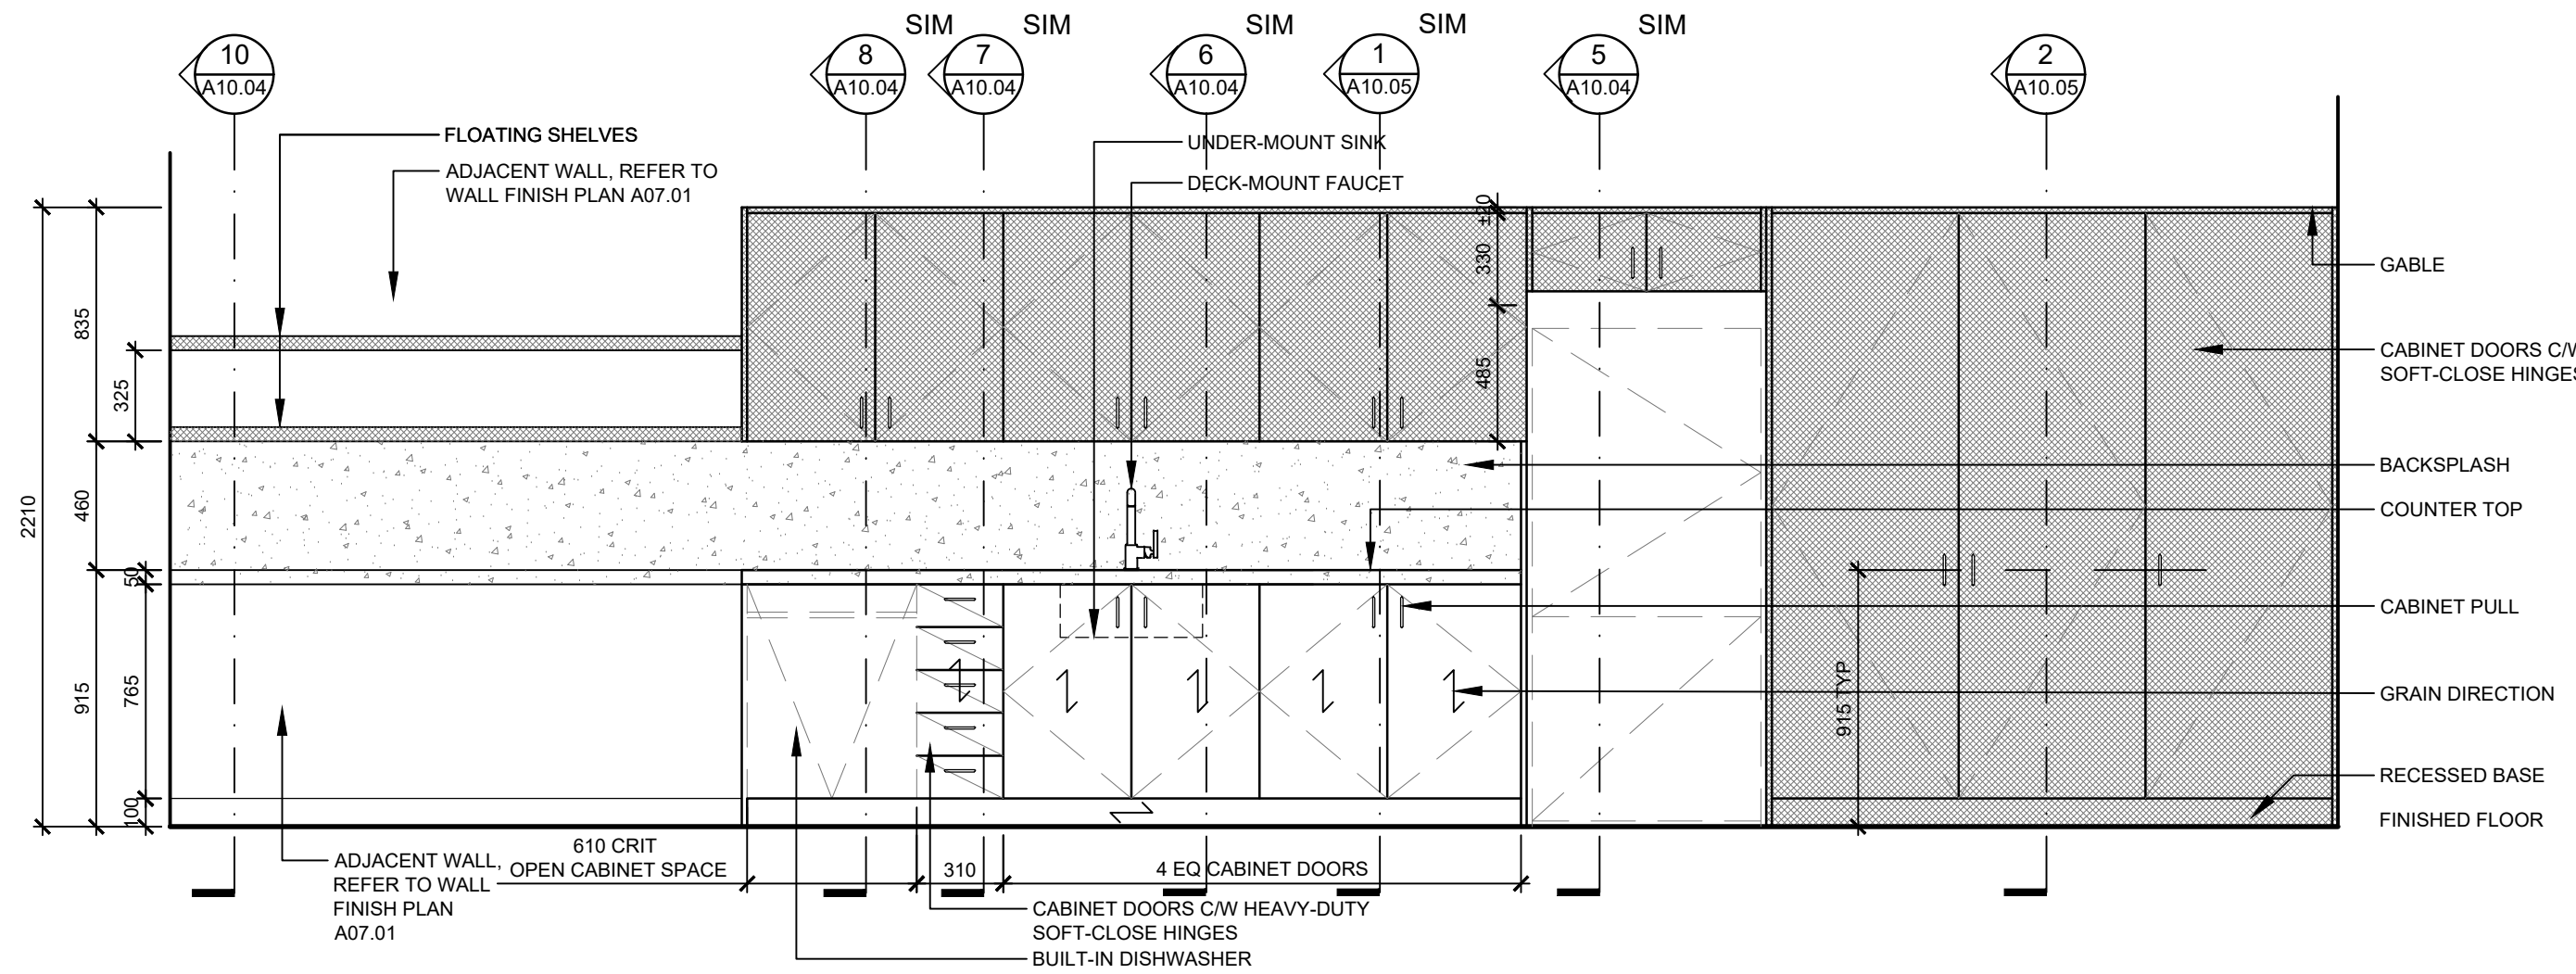 SIM SIM SIM SIM SIM
10 8 7 6 1 5 2
A10.04 A10.04 A10.04 A10.04 A10.05 A10.04 A10.05
FLOATING SHELVES
ADJACENT WALL, REFER TO
WALL FINISH PLAN A07.01
UNDER-MOUNT SINK
DECK-MOUNT FAUCET
±20
330
485
835
325
460
2210
50
915
765
100
915 TYP
GABLE
CABINET DOORS C/W
SOFT-CLOSE HINGES
BACKSPLASH
COUNTER TOP
CABINET PULL
GRAIN DIRECTION
RECESSED BASE
FINISHED FLOOR
ADJACENT WALL,
REFER TO WALL
FINISH PLAN
A07.01
610 CRIT
OPEN CABINET SPACE
310
4 EQ CABINET DOORS
CABINET DOORS C/W HEAVY-DUTY
SOFT-CLOSE HINGES
BUILT-IN DISHWASHER